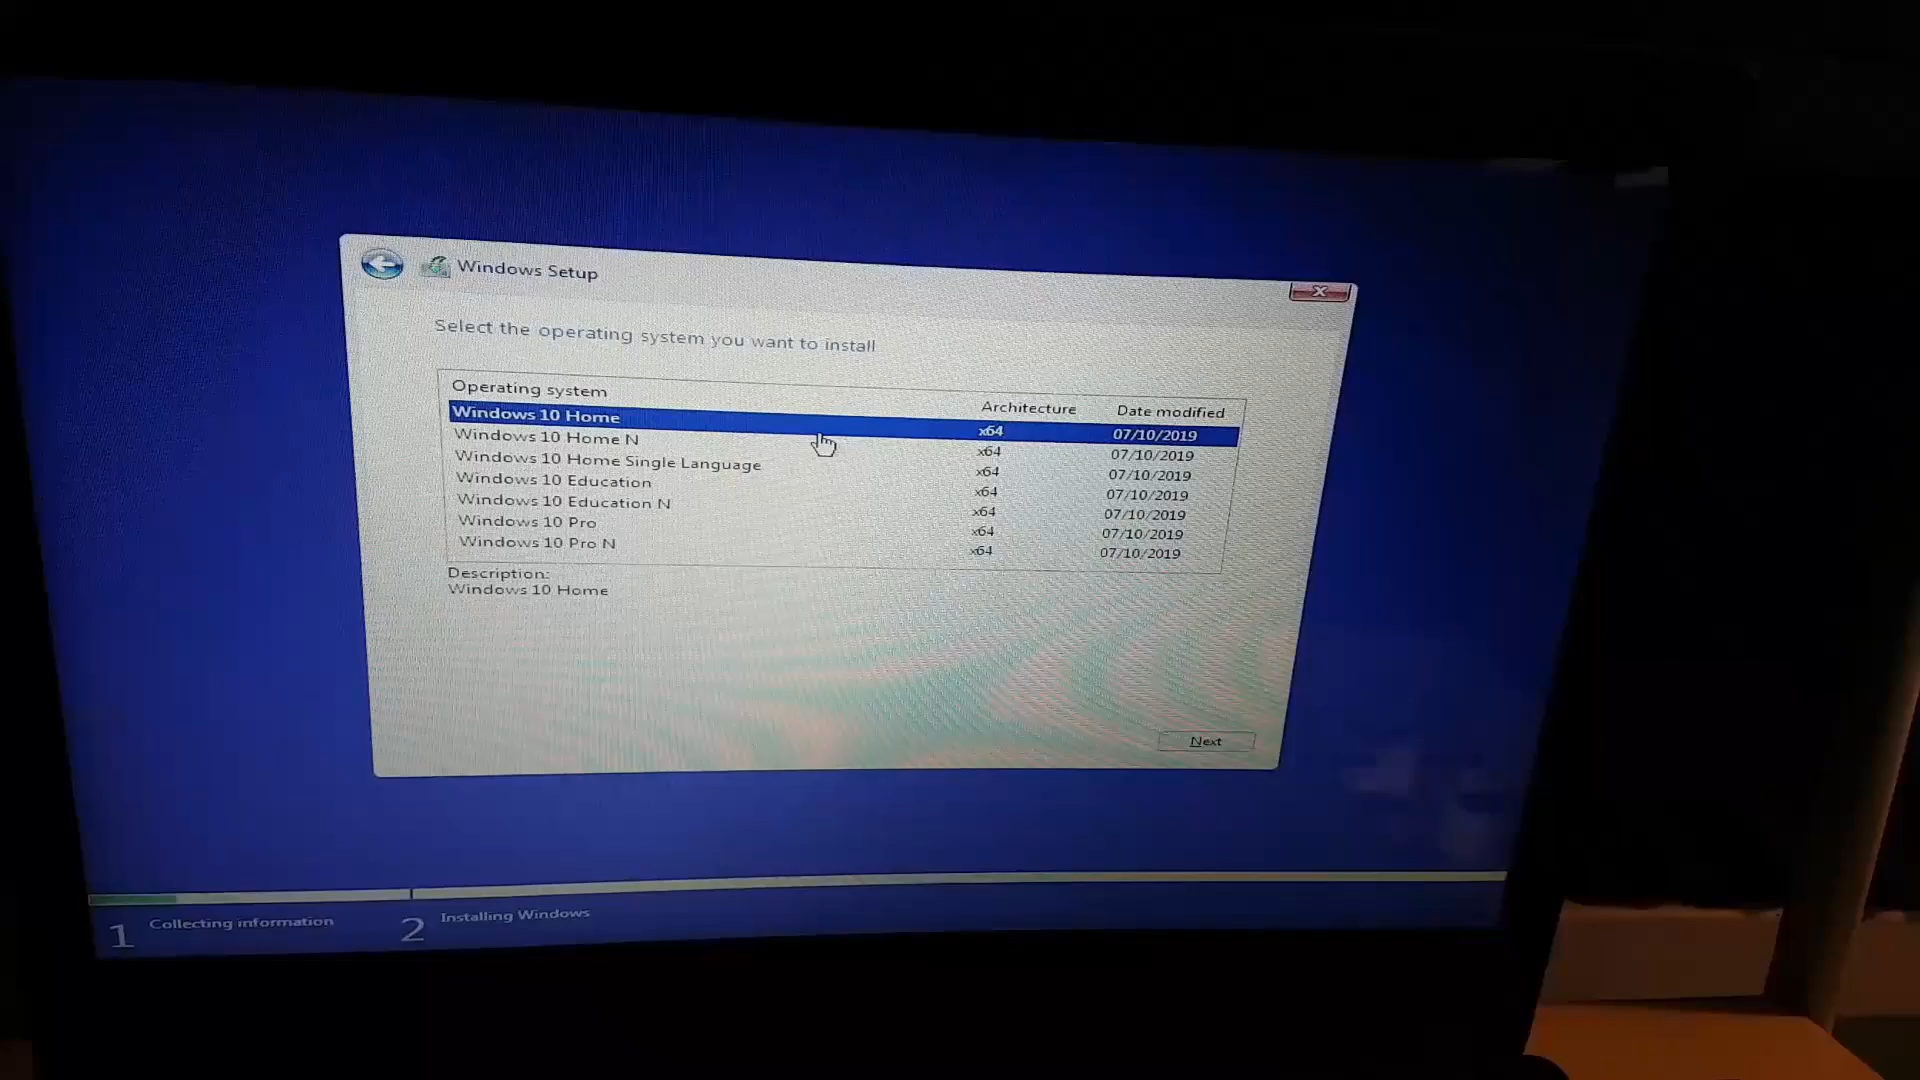 Windows Setup
X
Select the operating system you want to install
Operating system Architecture Date modified
Windows 10 Home x64 07/10/2019
Windows 10 Home N x64 07/10/2019
Windows 10 Home Single Language x64 07/10/2019
Windows 10 Education x64 07/10/2019
Windows 10 Education N x64 07/10/2019
Windows 10 Pro x64 07/10/2019
Windows 10 Pro N x64 07/10/2019
Description:
Windows 10 Home
Next
1 Collecting information 2 Installing Windows